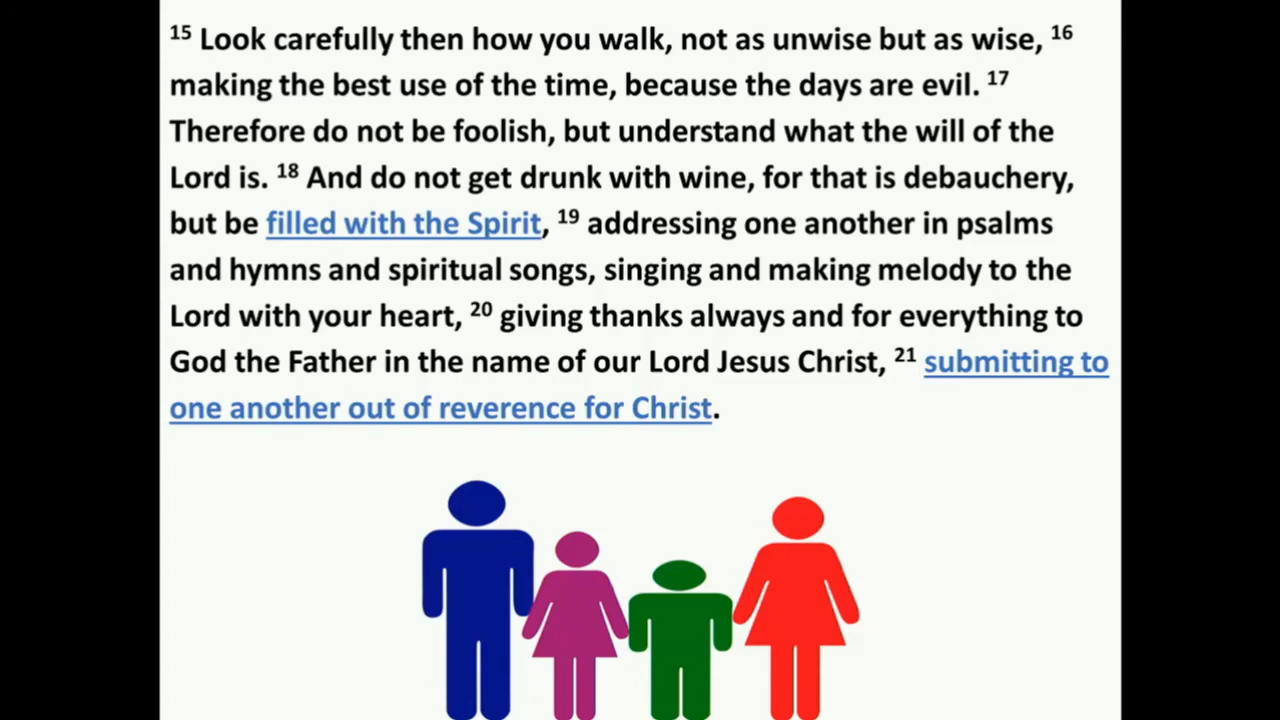 15 Look carefully then how you walk, not as unwise but as wise, 16
making the best use of the time, because the days are evil. 17
Therefore do not be foolish, but understand what the will of the
Lord is. 18 And do not get drunk with wine, for that is debauchery,
but be filled with the Spirit, 19 addressing one another in psalms
and hymns and spiritual songs, singing and making melody to the
Lord with your heart, 20 giving thanks always and for everything to
God the Father in the name of our Lord Jesus Christ, 21 submitting to
one another out of reverence for Christ.